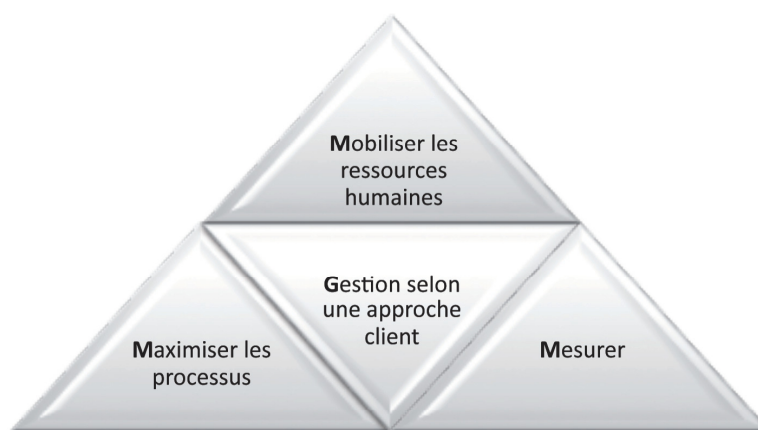 Mobiliser les
ressources
humaines
Gestion selon
une approche
client
Maximiser les
processus
Mesurer